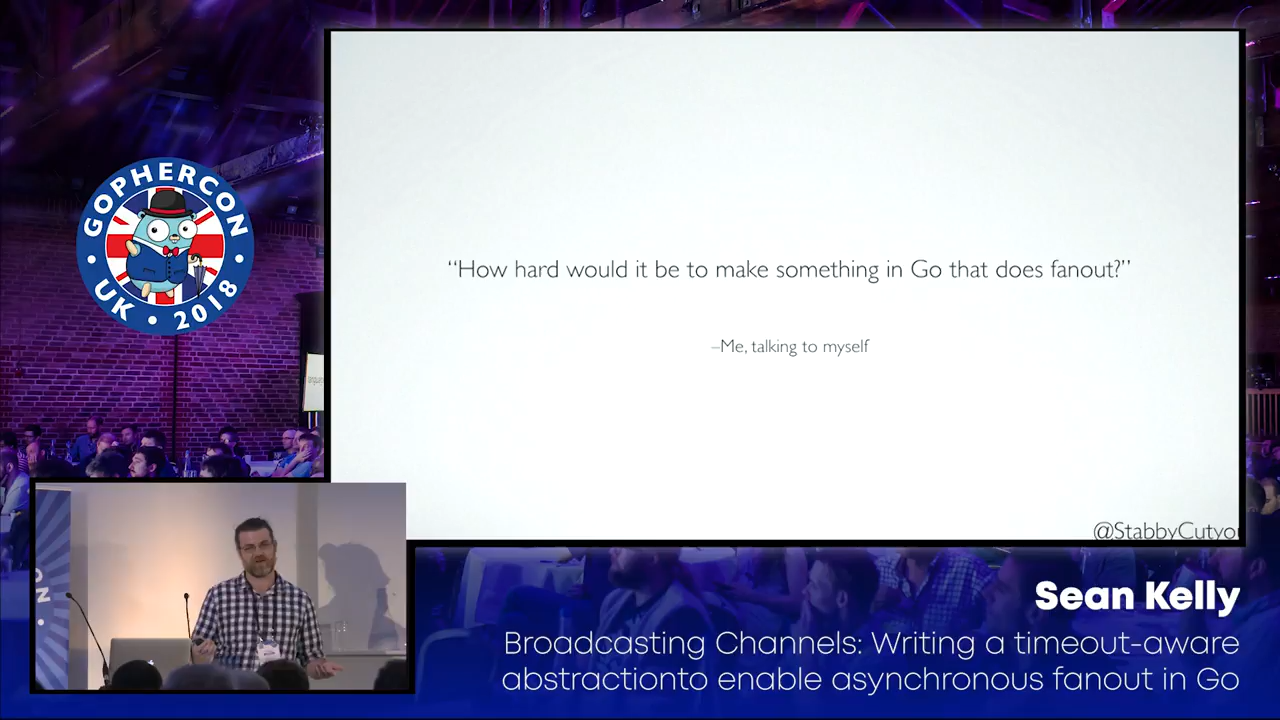 GOPHERCON
UK • 2018
“How hard would it be to make something in Go that does fanout?”
–Me, talking to myself
@StabbyCutyo
Sean Kelly
Broadcasting Channels: Writing a timeout-aware
abstractionto enable asynchronous fanout in Go